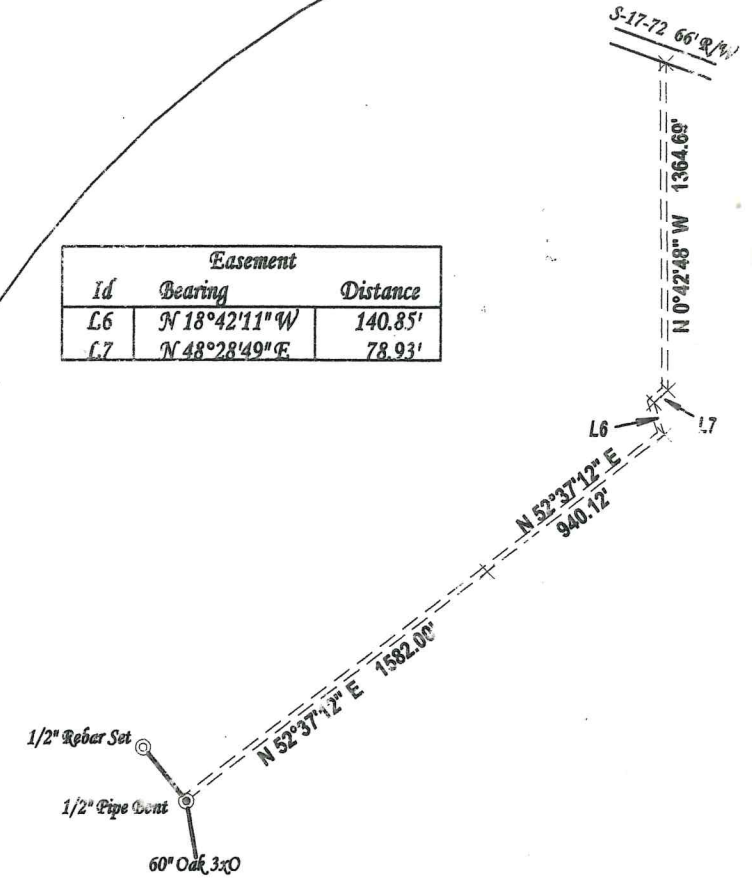 S-17-72 66' R/W
N 0°42'48" W 1364.69'
Easement
Id Bearing Distance
L6 N 18°42'11" W 140.85'
L7 N 48°28'49" E 78.93'
L6
L7
N 52°37'12" E
940.12'
N 52°37'12" E 1582.00'
1/2" Rebar Set
1/2" Pipe Bent
60" Oak 3xO